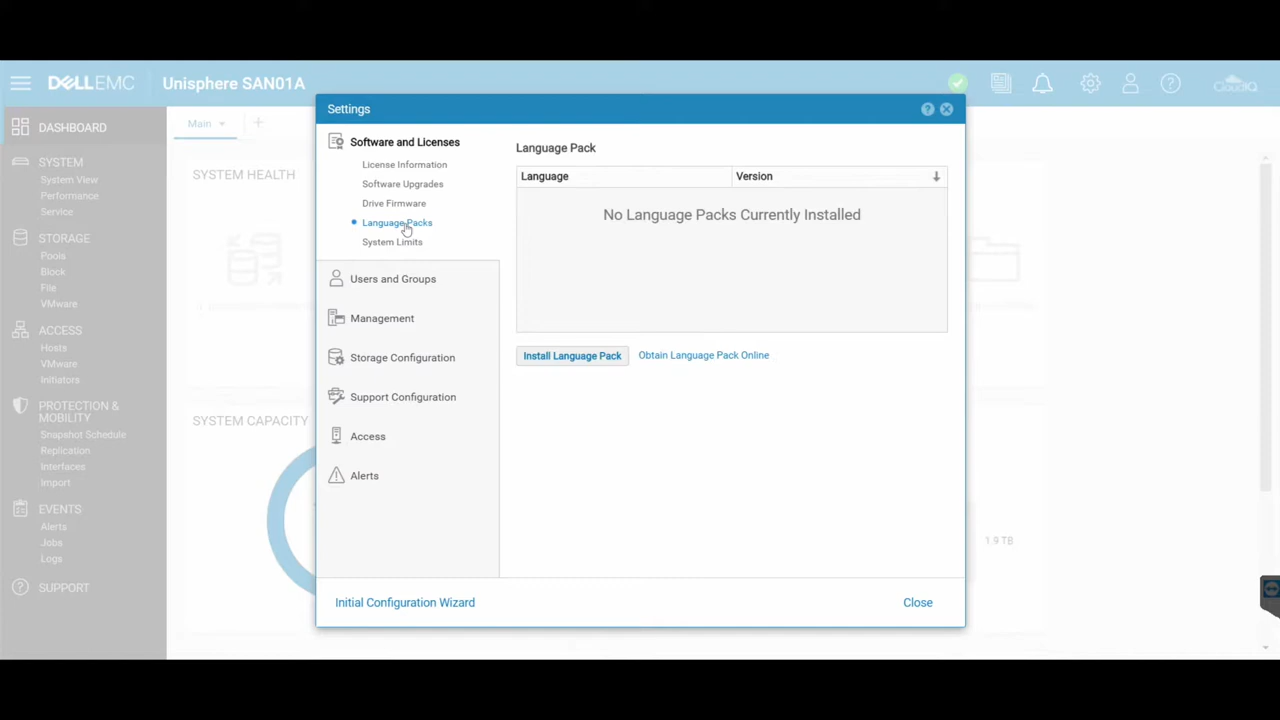 DELLEMC
Unisphere SAN01A
CloudIQ
DASHBOARD
SYSTEM
System View
Performance
Service
STORAGE
Pools
Block
File
VMware
ACCESS
Hosts
VMware
Initiators
PROTECTION &
MOBILITY
Snapshot Schedule
Replication
Interfaces
Import
EVENTS
Alerts
Jobs
Logs
SUPPORT
Main
SYSTEM HEALTH
SYSTEM CAPACITY
1.9 TB
Settings
Software and Licenses
License Information
Software Upgrades
Drive Firmware
Language Packs
System Limits
Users and Groups
Management
Storage Configuration
Support Configuration
Access
Alerts
Language Pack
Language Version
No Language Packs Currently Installed
Install Language Pack Obtain Language Pack Online
Initial Configuration Wizard Close